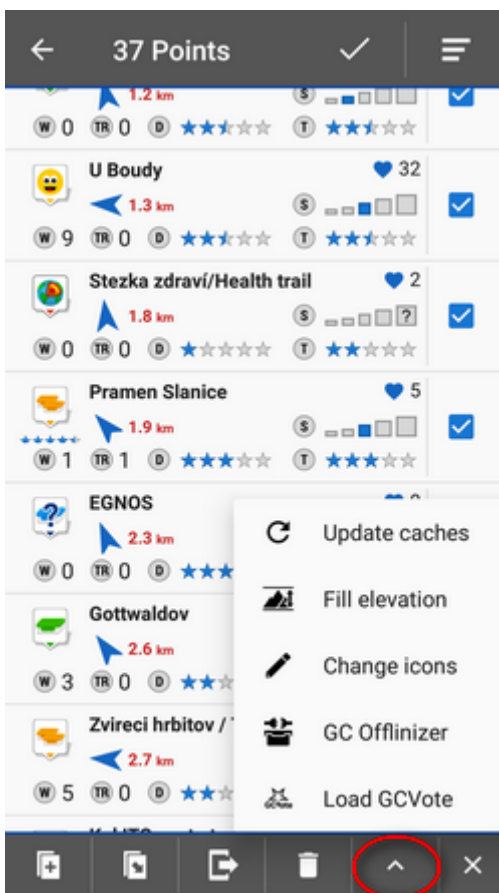 37 Points
1.2 km S
W 0 TR 0 D T
U Boudy 32
1.3 km S
W 9 TR 0 D T
Stezka zdraví/Health trail 2
1.8 km S ?
W 0 TR 0 D T
Pramen Slanice 5
1.9 km S
W 1 TR 1 D T
EGNOS
2.3 km
W 0 TR 0 D
Gottwaldov
2.6 km
W 3 TR 0 D
Zvireci hrbitov /
2.7 km
W 5 TR 0 D
Update caches
Fill elevation
Change icons
GC Offlinizer
Load GCVote